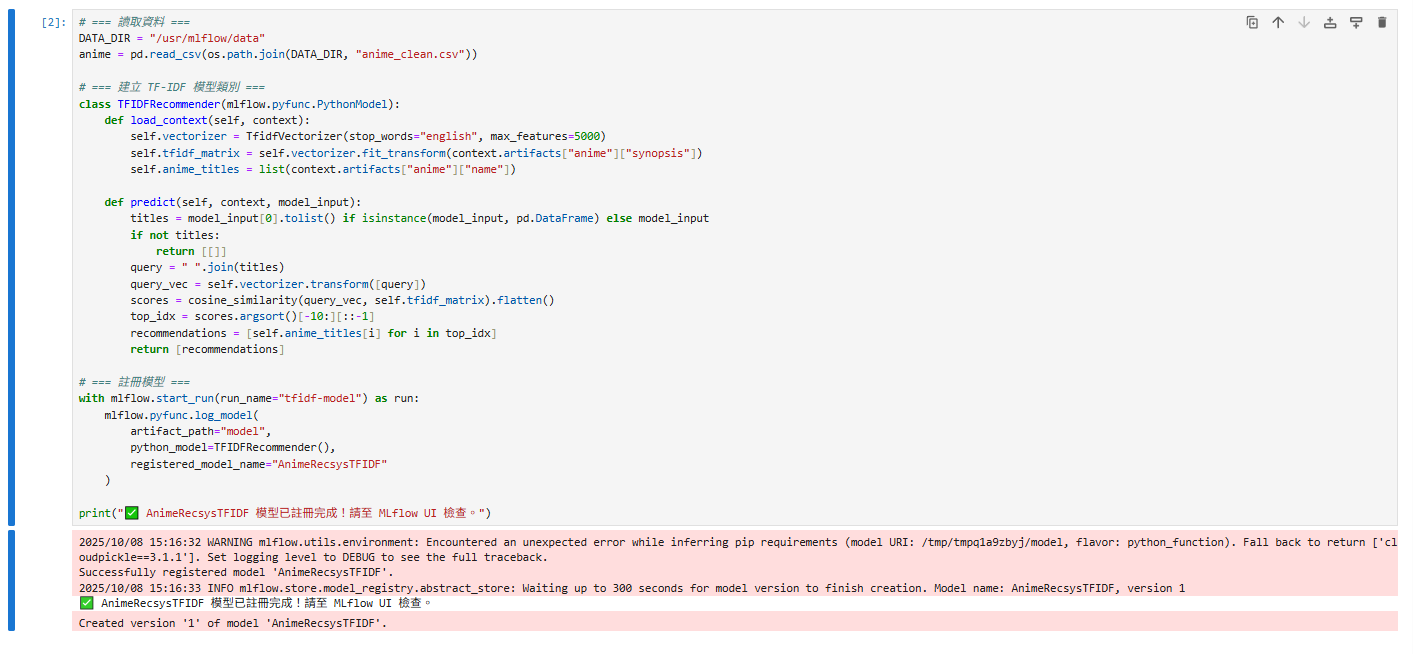 [2]:
# === 讀取資料 ===
DATA_DIR = "/usr/mlflow/data"
anime = pd.read_csv(os.path.join(DATA_DIR, "anime_clean.csv"))

# === 建立 TF-IDF 模型類別 ===
class TFIDFRecommender(mlflow.pyfunc.PythonModel):
    def load_context(self, context):
        self.vectorizer = TfidfVectorizer(stop_words="english", max_features=5000)
        self.tfidf_matrix = self.vectorizer.fit_transform(context.artifacts["anime"]["synopsis"])
        self.anime_titles = list(context.artifacts["anime"]["name"])

    def predict(self, context, model_input):
        titles = model_input[0].tolist() if isinstance(model_input, pd.DataFrame) else model_input
        if not titles:
            return [[]]
        query = " ".join(titles)
        query_vec = self.vectorizer.transform([query])
        scores = cosine_similarity(query_vec, self.tfidf_matrix).flatten()
        top_idx = scores.argsort()[-10:][::-1]
        recommendations = [self.anime_titles[i] for i in top_idx]
        return [recommendations]

# === 註冊模型 ===
with mlflow.start_run(run_name="tfidf-model") as run:
    mlflow.pyfunc.log_model(
        artifact_path="model",
        python_model=TFIDFRecommender(),
        registered_model_name="AnimeRecsysTFIDF"
    )

print("✅ AnimeRecsysTFIDF 模型已註冊完成！請至 MLflow UI 檢查。")
2025/10/08 15:16:32 WARNING mlflow.utils.environment: Encountered an unexpected error while inferring pip requirements (model URI: /tmp/tmpq1a9zbyj/model, flavor: python_function). Fall back to return ['cl
oudpickle==3.1.1']. Set logging level to DEBUG to see the full traceback.
Successfully registered model 'AnimeRecsysTFIDF'.
2025/10/08 15:16:33 INFO mlflow.store.model_registry.abstract_store: Waiting up to 300 seconds for model version to finish creation. Model name: AnimeRecsysTFIDF, version 1
✅ AnimeRecsysTFIDF 模型已註冊完成！請至 MLflow UI 檢查。
Created version '1' of model 'AnimeRecsysTFIDF'.